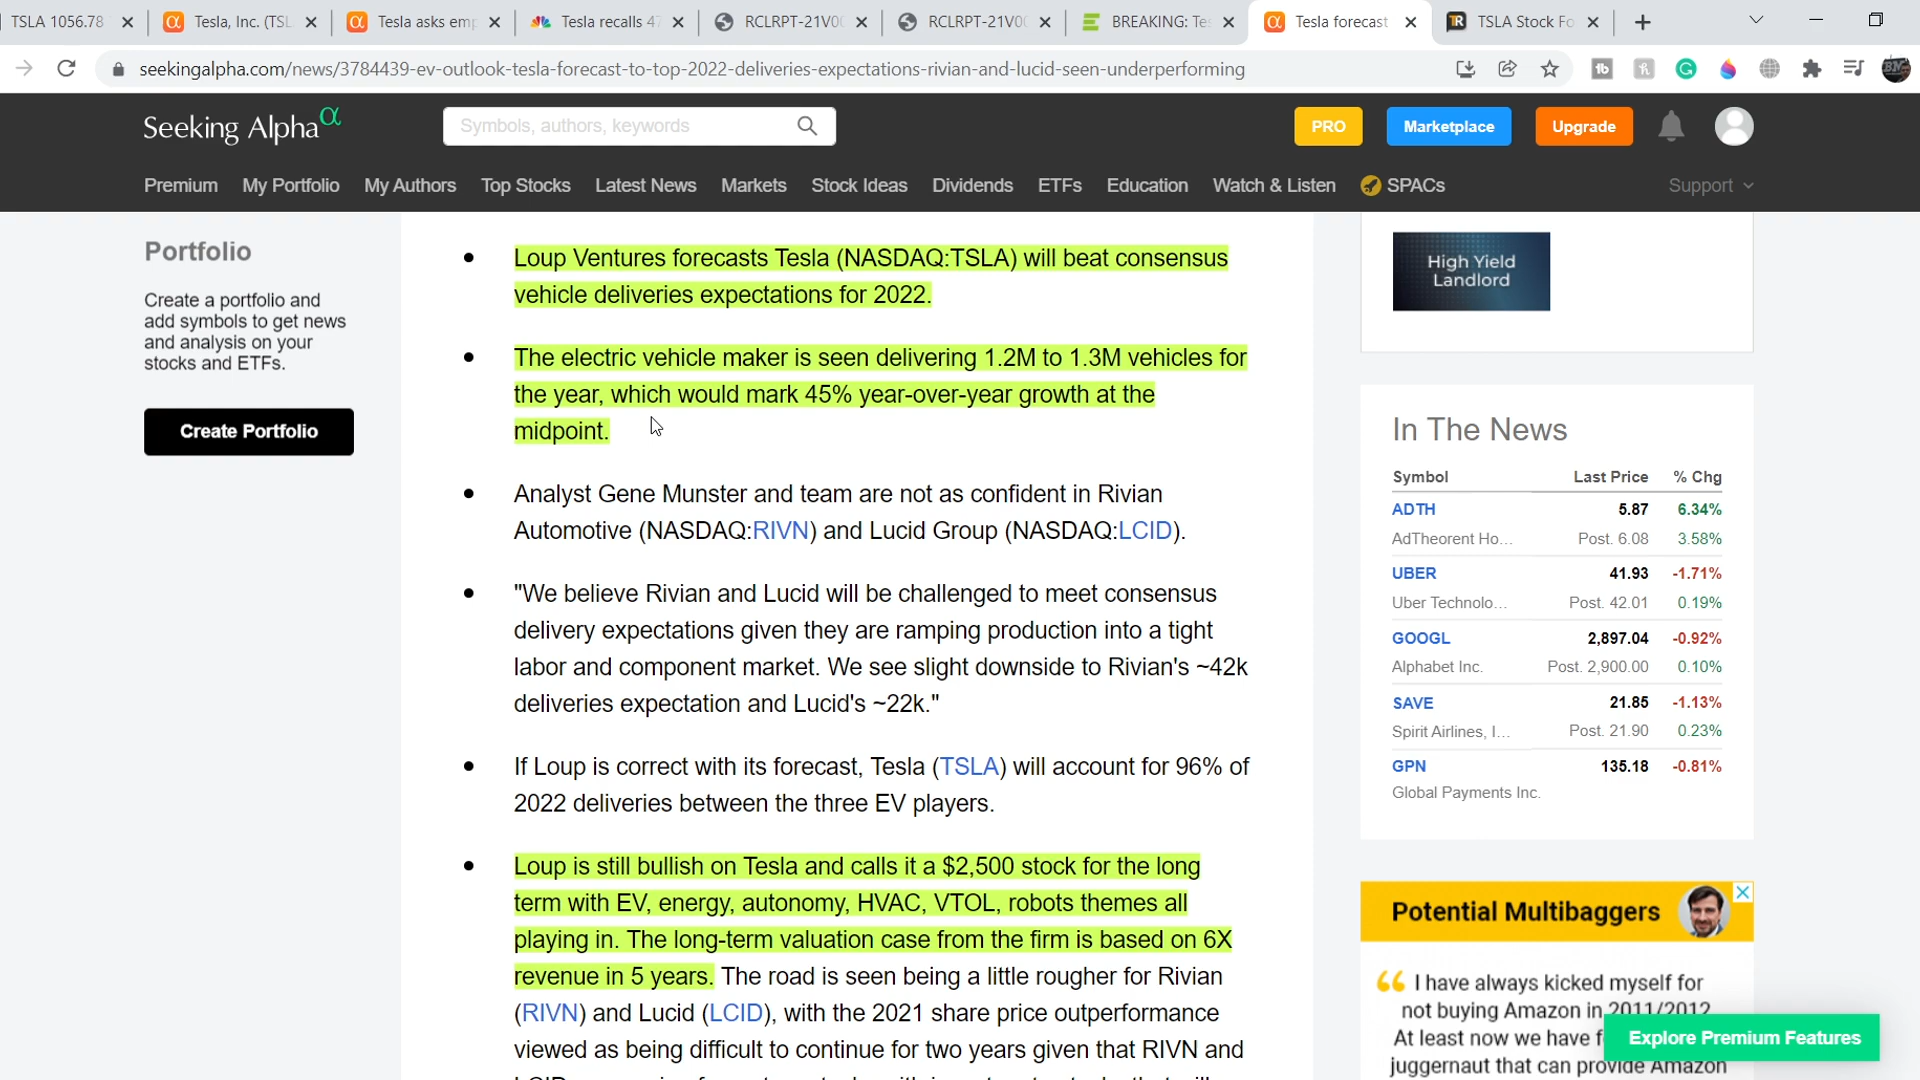 TSLA 1056.78
Tesla, Inc. (TSL
Tesla asks emp
Tesla recalls 47
RCLRPT-21V00
RCLRPT-21V00
BREAKING: Te
Tesla forecast
TR
TSLA Stock Fo
seekingalpha.com/news/3784439-ev-outlook-tesla-forecast-to-top-2022-deliveries-expectations-rivian-and-lucid-seen-underperforming
Seeking Alpha α
Symbols, authors, keywords
PRO
Marketplace
Upgrade
Premium
My Portfolio
My Authors
Top Stocks
Latest News
Markets
Stock Ideas
Dividends
ETFs
Education
Watch & Listen
SPACs
Support
Portfolio
Create a portfolio and
add symbols to get news
and analysis on your
stocks and ETFs.
Create Portfolio
Loup Ventures forecasts Tesla (NASDAQ:TSLA) will beat consensus
vehicle deliveries expectations for 2022.
The electric vehicle maker is seen delivering 1.2M to 1.3M vehicles for
the year, which would mark 45% year-over-year growth at the
midpoint.
Analyst Gene Munster and team are not as confident in Rivian
Automotive (NASDAQ:RIVN) and Lucid Group (NASDAQ:LCID).
"We believe Rivian and Lucid will be challenged to meet consensus
delivery expectations given they are ramping production into a tight
labor and component market. We see slight downside to Rivian's ~42k
deliveries expectation and Lucid's ~22k."
If Loup is correct with its forecast, Tesla (TSLA) will account for 96% of
2022 deliveries between the three EV players.
Loup is still bullish on Tesla and calls it a $2,500 stock for the long
term with EV, energy, autonomy, HVAC, VTOL, robots themes all
playing in. The long-term valuation case from the firm is based on 6X
revenue in 5 years. The road is seen being a little rougher for Rivian
(RIVN) and Lucid (LCID), with the 2021 share price outperformance
viewed as being difficult to continue for two years given that RIVN and
High Yield
Landlord
In The News
Symbol Last Price % Chg
ADTH 5.87 6.34%
AdTheorent Ho... Post. 6.08 3.58%
UBER 41.93 -1.71%
Uber Technolo... Post. 42.01 0.19%
GOOGL 2,897.04 -0.92%
Alphabet Inc. Post. 2,900.00 0.10%
SAVE 21.85 -1.13%
Spirit Airlines, I... Post. 21.90 0.23%
GPN 135.18 -0.81%
Global Payments Inc.
Potential Multibaggers
“ I have always kicked myself for
not buying Amazon in 2011/2012
At least now we have f
juggernaut that can provide Amazon
Explore Premium Features